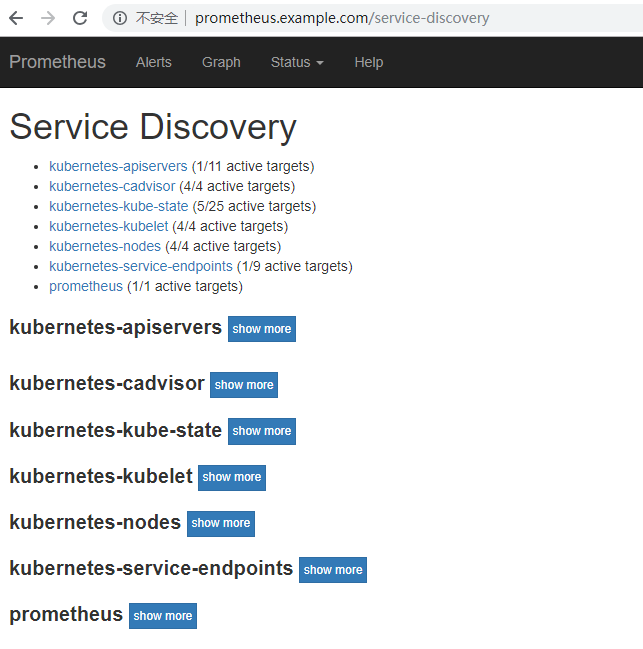 不安全 | prometheus.example.com/service-discovery
Prometheus Alerts Graph Status Help
Service Discovery
kubernetes-apiservers (1/11 active targets)
kubernetes-cadvisor (4/4 active targets)
kubernetes-kube-state (5/25 active targets)
kubernetes-kubelet (4/4 active targets)
kubernetes-nodes (4/4 active targets)
kubernetes-service-endpoints (1/9 active targets)
prometheus (1/1 active targets)
kubernetes-apiservers show more
kubernetes-cadvisor show more
kubernetes-kube-state show more
kubernetes-kubelet show more
kubernetes-nodes show more
kubernetes-service-endpoints show more
prometheus show more